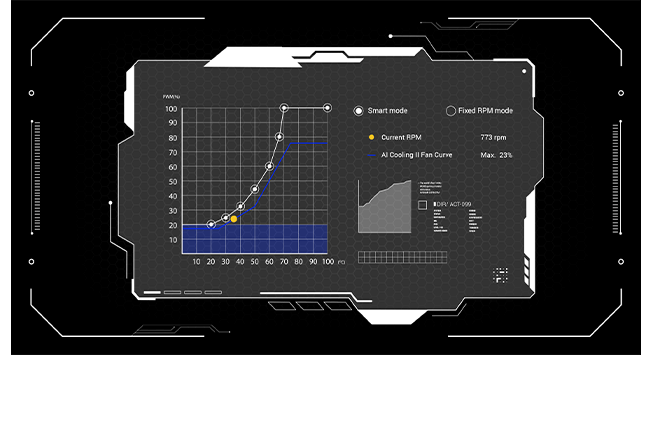 PWM(%)
100
90
80
70
60
50
40
30
20
10
10 20 30 40 50 60 70 80 90 100 (°C)
Smart mode
Fixed RPM mode
Current RPM
773 rpm
AI Cooling II Fan Curve
Max. 23%
DIR/ ACT-099